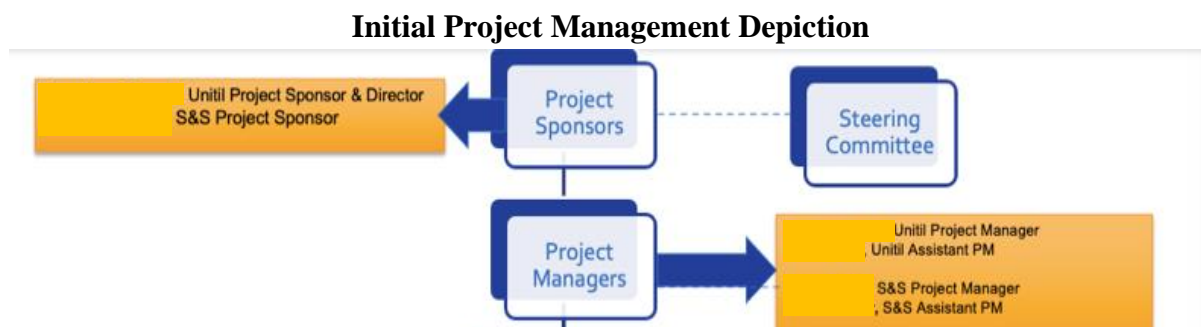 Initial Project Management Depiction
Unitil Project Sponsor & Director
S&S Project Sponsor
Project
Sponsors
Steering
Committee
Project
Managers
Unitil Project Manager
, Unitil Assistant PM
S&S Project Manager
, S&S Assistant PM